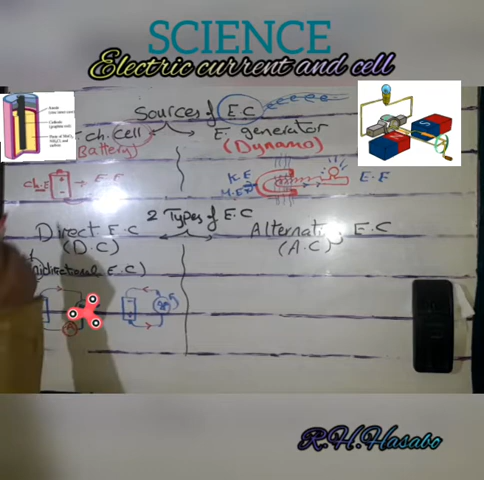 SCIENCE
Electric current and cell
Sources of E.C
Ch. Cell
(Battery)
E. generator
(Dynamo)
ch.E → E.E
K.E
M.E
E.E
2 Types of E.C
Direct E.C
(D.C)
Alternating E.C
(A.C)
(Unidirectional E.C)
R.H.Hasabo